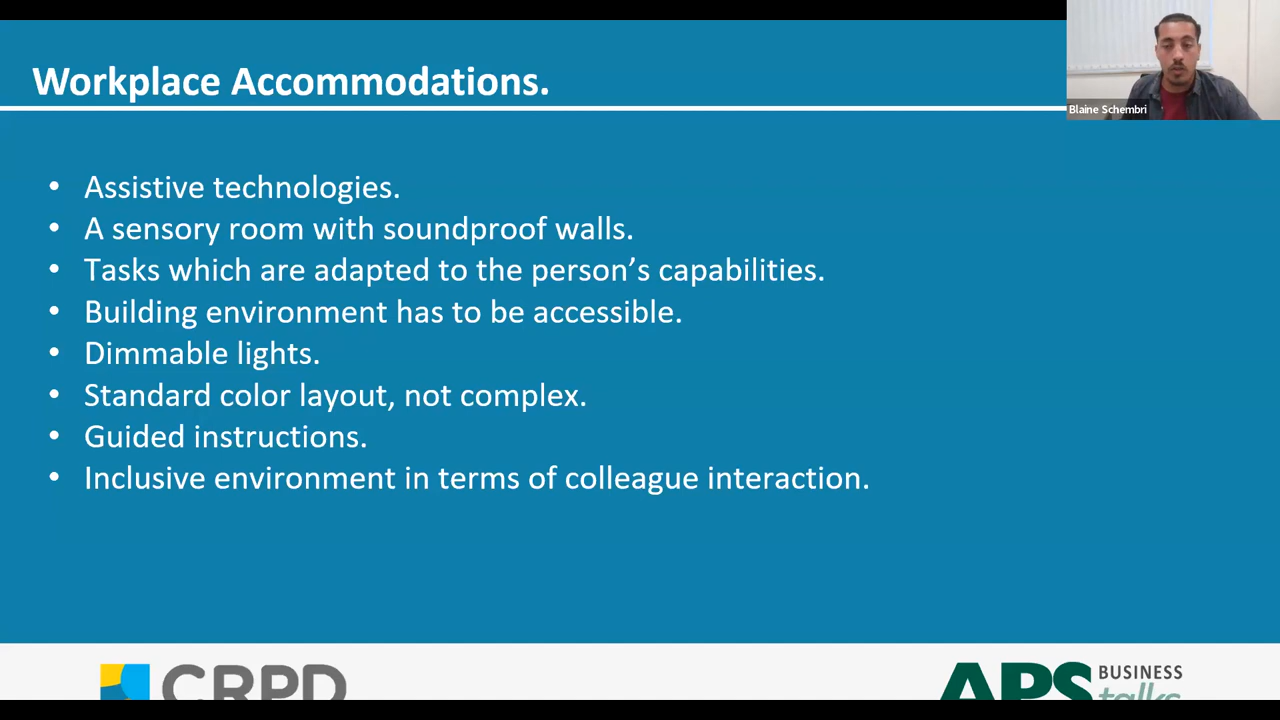 Workplace Accommodations.
Blaine Schembri
• Assistive technologies.
• A sensory room with soundproof walls.
• Tasks which are adapted to the person’s capabilities.
• Building environment has to be accessible.
• Dimmable lights.
• Standard color layout, not complex.
• Guided instructions.
• Inclusive environment in terms of colleague interaction.
CRPD
APS BUSINESS
talks